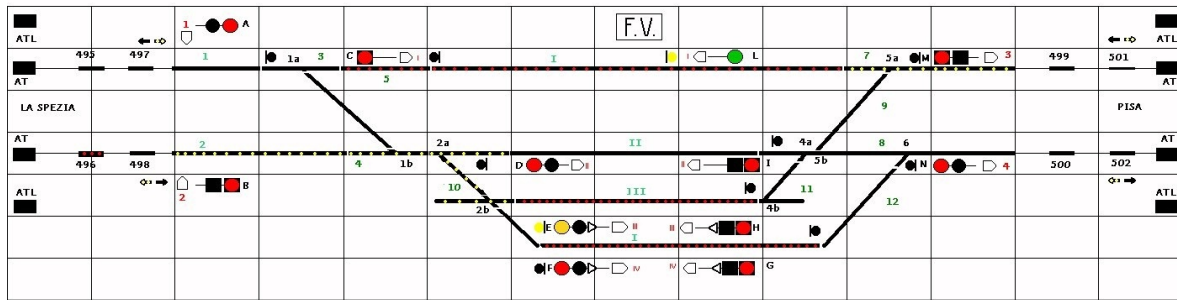 F.V.
ATL 1 A ATL
495 497 1 1a 3 C I I I L 7 5a M 3 499 501
AT 5 AT
9
LA SPEZIA PISA
AT 2 2a II 4a 8 6 AT
496 498 4 1b D II II I 5b N 4 500 502
ATL 2 B 10 III 11 ATL
2b 4b 12
E II I II H
F IV IV G